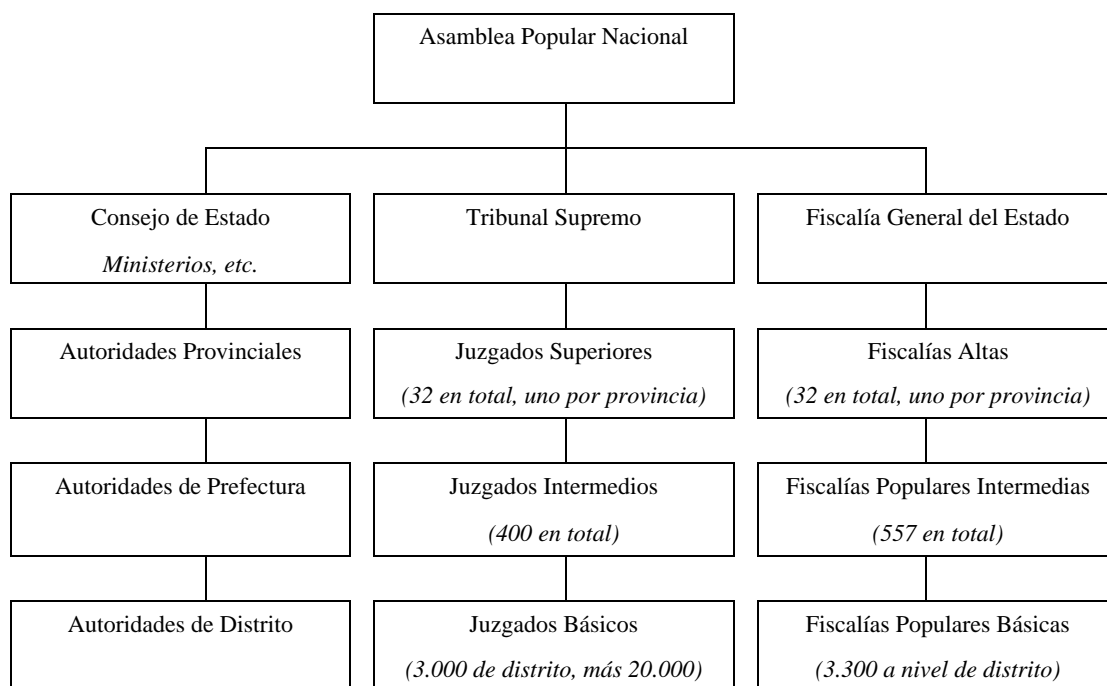 Asamblea Popular Nacional
Consejo de Estado
Ministerios, etc.
Tribunal Supremo
Fiscalía General del Estado
Autoridades Provinciales
Juzgados Superiores
(32 en total, uno por provincia)
Fiscalías Altas
(32 en total, uno por provincia)
Autoridades de Prefectura
Juzgados Intermedios
(400 en total)
Fiscalías Populares Intermedias
(557 en total)
Autoridades de Distrito
Juzgados Básicos
(3.000 de distrito, más 20.000)
Fiscalías Populares Básicas
(3.300 a nivel de distrito)